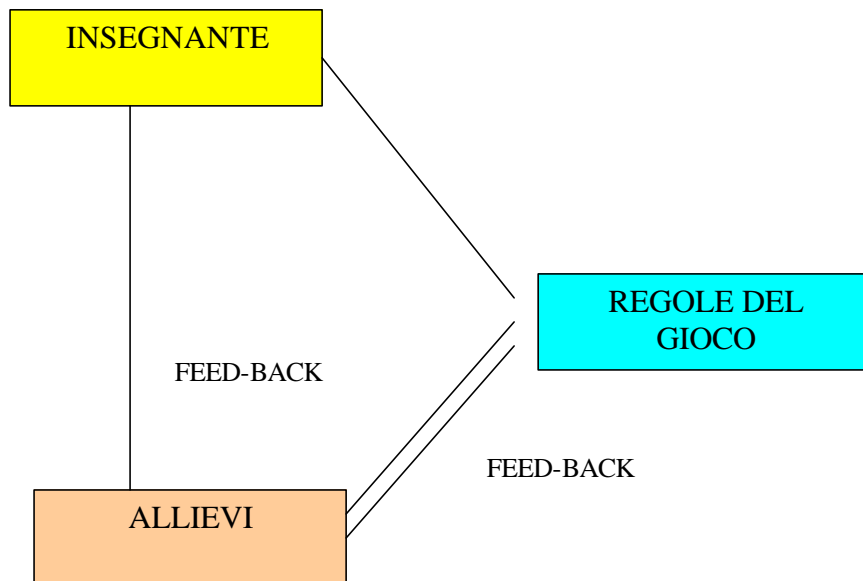 INSEGNANTE
REGOLE DEL
GIOCO
FEED-BACK
FEED-BACK
ALLIEVI